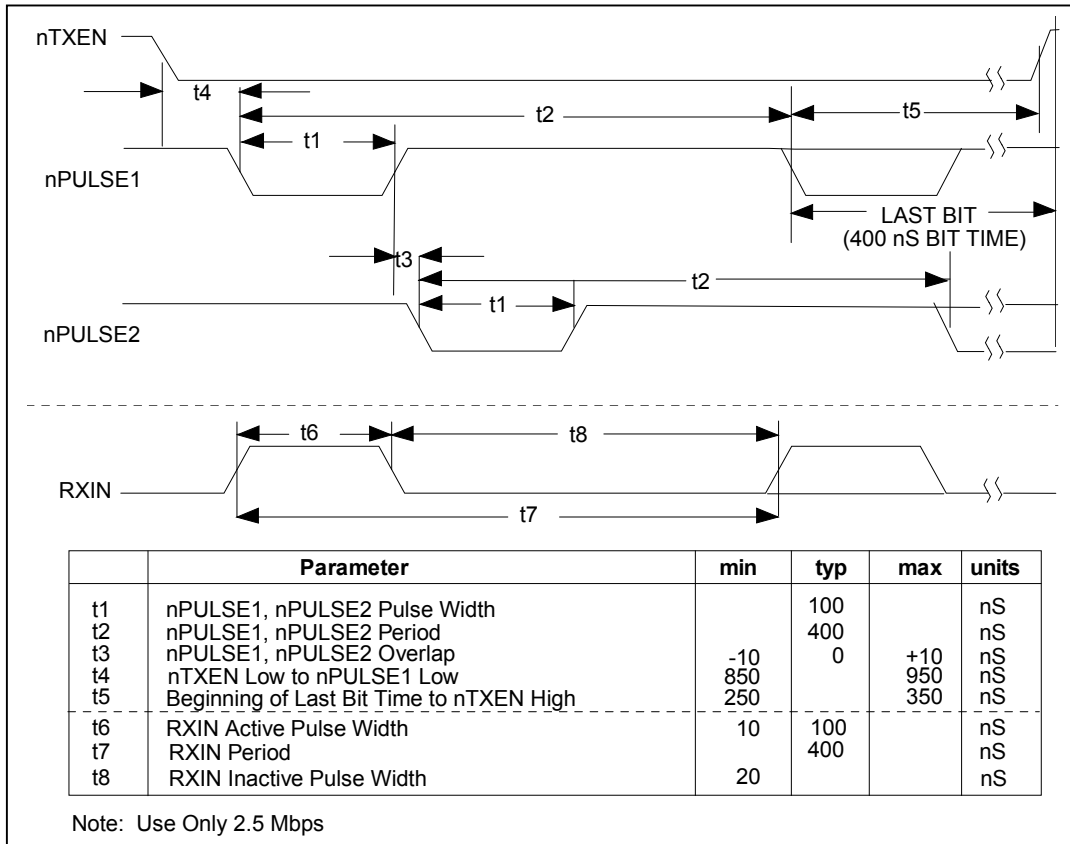 nTXEN
t4
t2
t5
t1
nPULSE1
LAST BIT
(400 nS BIT TIME)
t3
t2
t1
nPULSE2
t6
t8
RXIN
t7
Parameter min typ max units
t1 nPULSE1, nPULSE2 Pulse Width 100 nS
t2 nPULSE1, nPULSE2 Period 400 nS
t3 nPULSE1, nPULSE2 Overlap -10 0 +10 nS
t4 nTXEN Low to nPULSE1 Low 850 950 nS
t5 Beginning of Last Bit Time to nTXEN High 250 350 nS
t6 RXIN Active Pulse Width 10 100 nS
t7 RXIN Period 400 nS
t8 RXIN Inactive Pulse Width 20 nS
Note: Use Only 2.5 Mbps